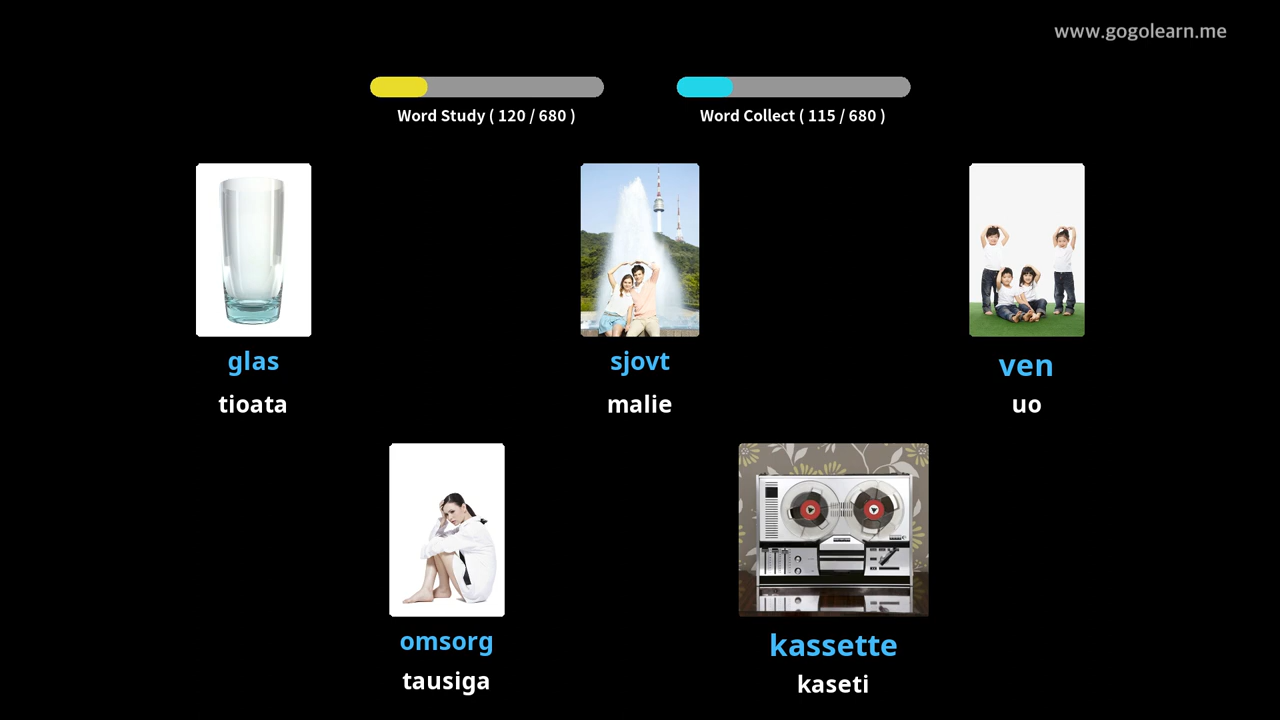 www.gogolearn.me
Word Study ( 120 / 680 )
Word Collect ( 115 / 680 )
glas
tioata
sjovt
malie
ven
uo
omsorg
tausiga
kassette
kaseti